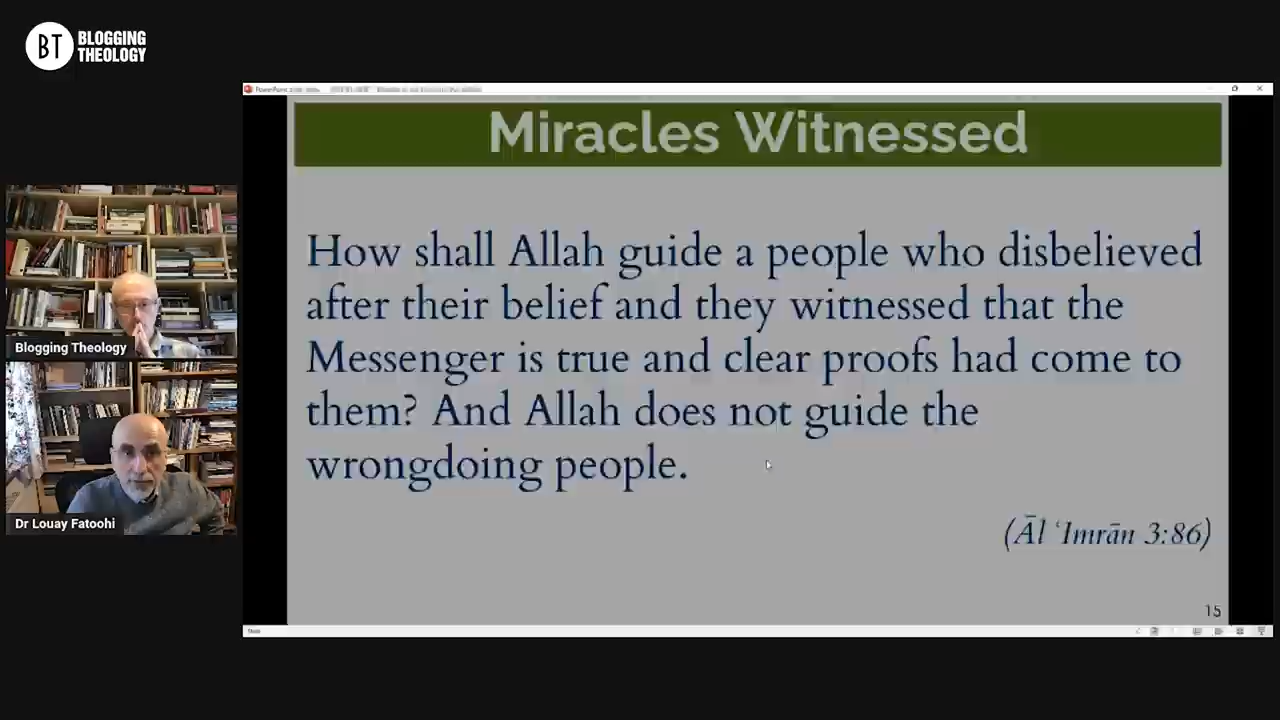 BT BLOGGING
THEOLOGY
Miracles Witnessed
How shall Allah guide a people who disbelieved
after their belief and they witnessed that the
Messenger is true and clear proofs had come to
them? And Allah does not guide the
wrongdoing people.
(Āl ʿImrān 3:86)
15
Blogging Theology
Dr Louay Fatoohi